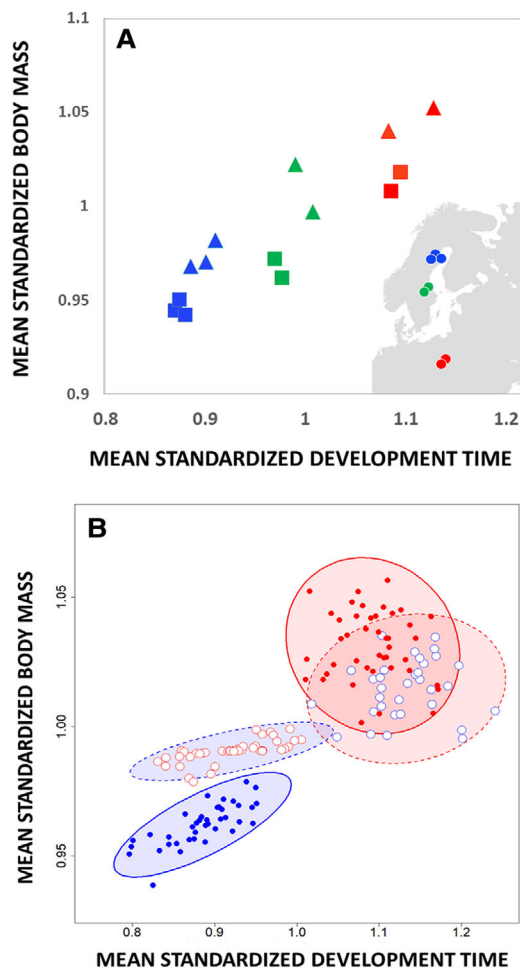 1.1
A
1.05
1
0.95
0.9
0.8 0.9 1 1.1 1.2
MEAN STANDARDIZED BODY MASS
MEAN STANDARDIZED DEVELOPMENT TIME
B
1.05
1.00
0.95
0.8 0.9 1.0 1.1 1.2
MEAN STANDARDIZED BODY MASS
MEAN STANDARDIZED DEVELOPMENT TIME